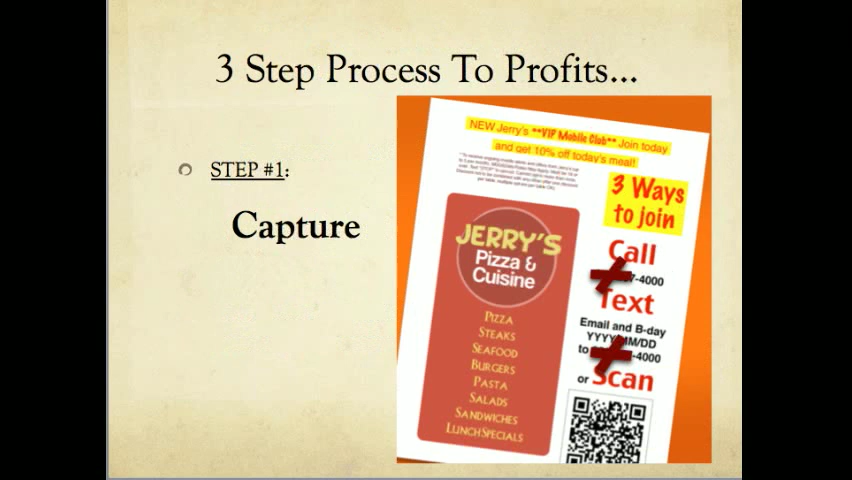 3 Step Process To Profits...
STEP #1:
Capture
NEW Jerry's **VIP Mobile Club** Join today
and get 10% off today's meal!
3 Ways
to join
JERRY'S
Pizza &
Cuisine
PIZZA
STEAKS
SEAFOOD
BURGERS
PASTA
SALADS
SANDWICHES
LUNCH SPECIALS
Call
7-4000
Text
Email and B-day
YYYY/MM/DD
to
-4000
or Scan